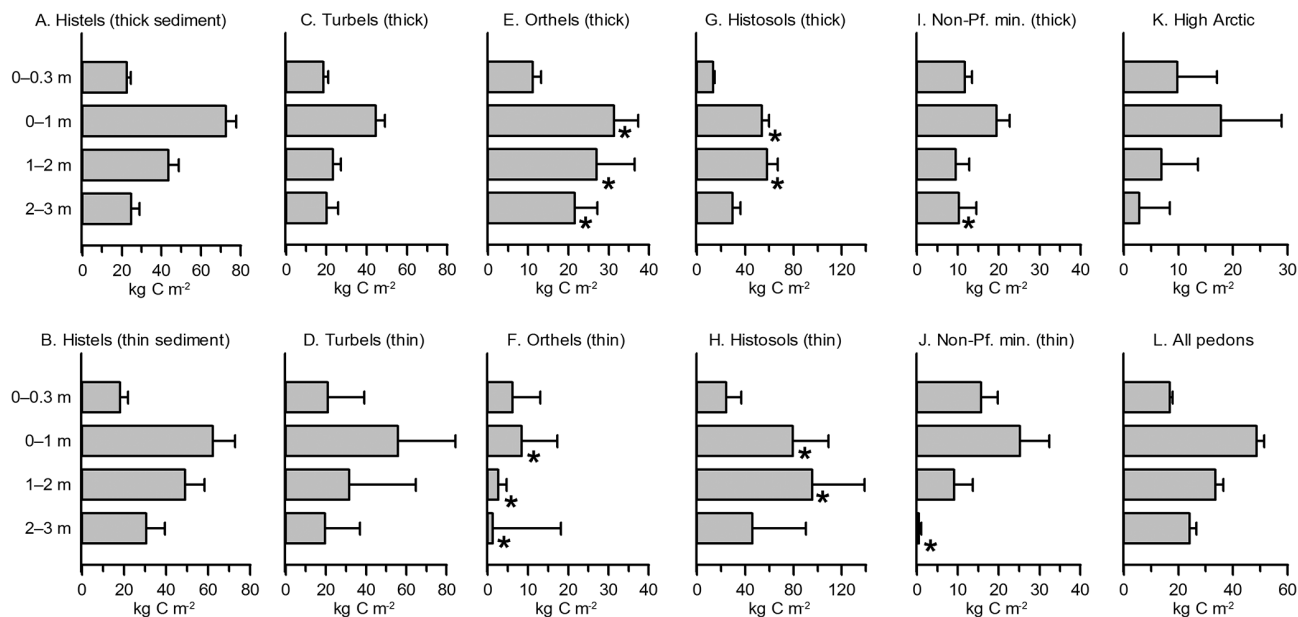 A. Histels (thick sediment)
C. Turbels (thick)
E. Orthels (thick)
G. Histosols (thick)
I. Non-Pf. min. (thick)
K. High Arctic
0–0.3 m
0–1 m
1–2 m
2–3 m
*
*
*
*
*
*
0 20 40 60 80
0 20 40 60 80
0 10 20 30 40
0 40 80 120
0 10 20 30 40
0 10 20 30
kg C m⁻²
kg C m⁻²
kg C m⁻²
kg C m⁻²
kg C m⁻²
kg C m⁻²
B. Histels (thin sediment)
D. Turbels (thin)
F. Orthels (thin)
H. Histosols (thin)
J. Non-Pf. min. (thin)
L. All pedons
0–0.3 m
0–1 m
1–2 m
2–3 m
*
*
*
*
*
*
0 20 40 60 80
0 20 40 60 80
0 10 20 30 40
0 40 80 120
0 10 20 30 40
0 20 40 60
kg C m⁻²
kg C m⁻²
kg C m⁻²
kg C m⁻²
kg C m⁻²
kg C m⁻²